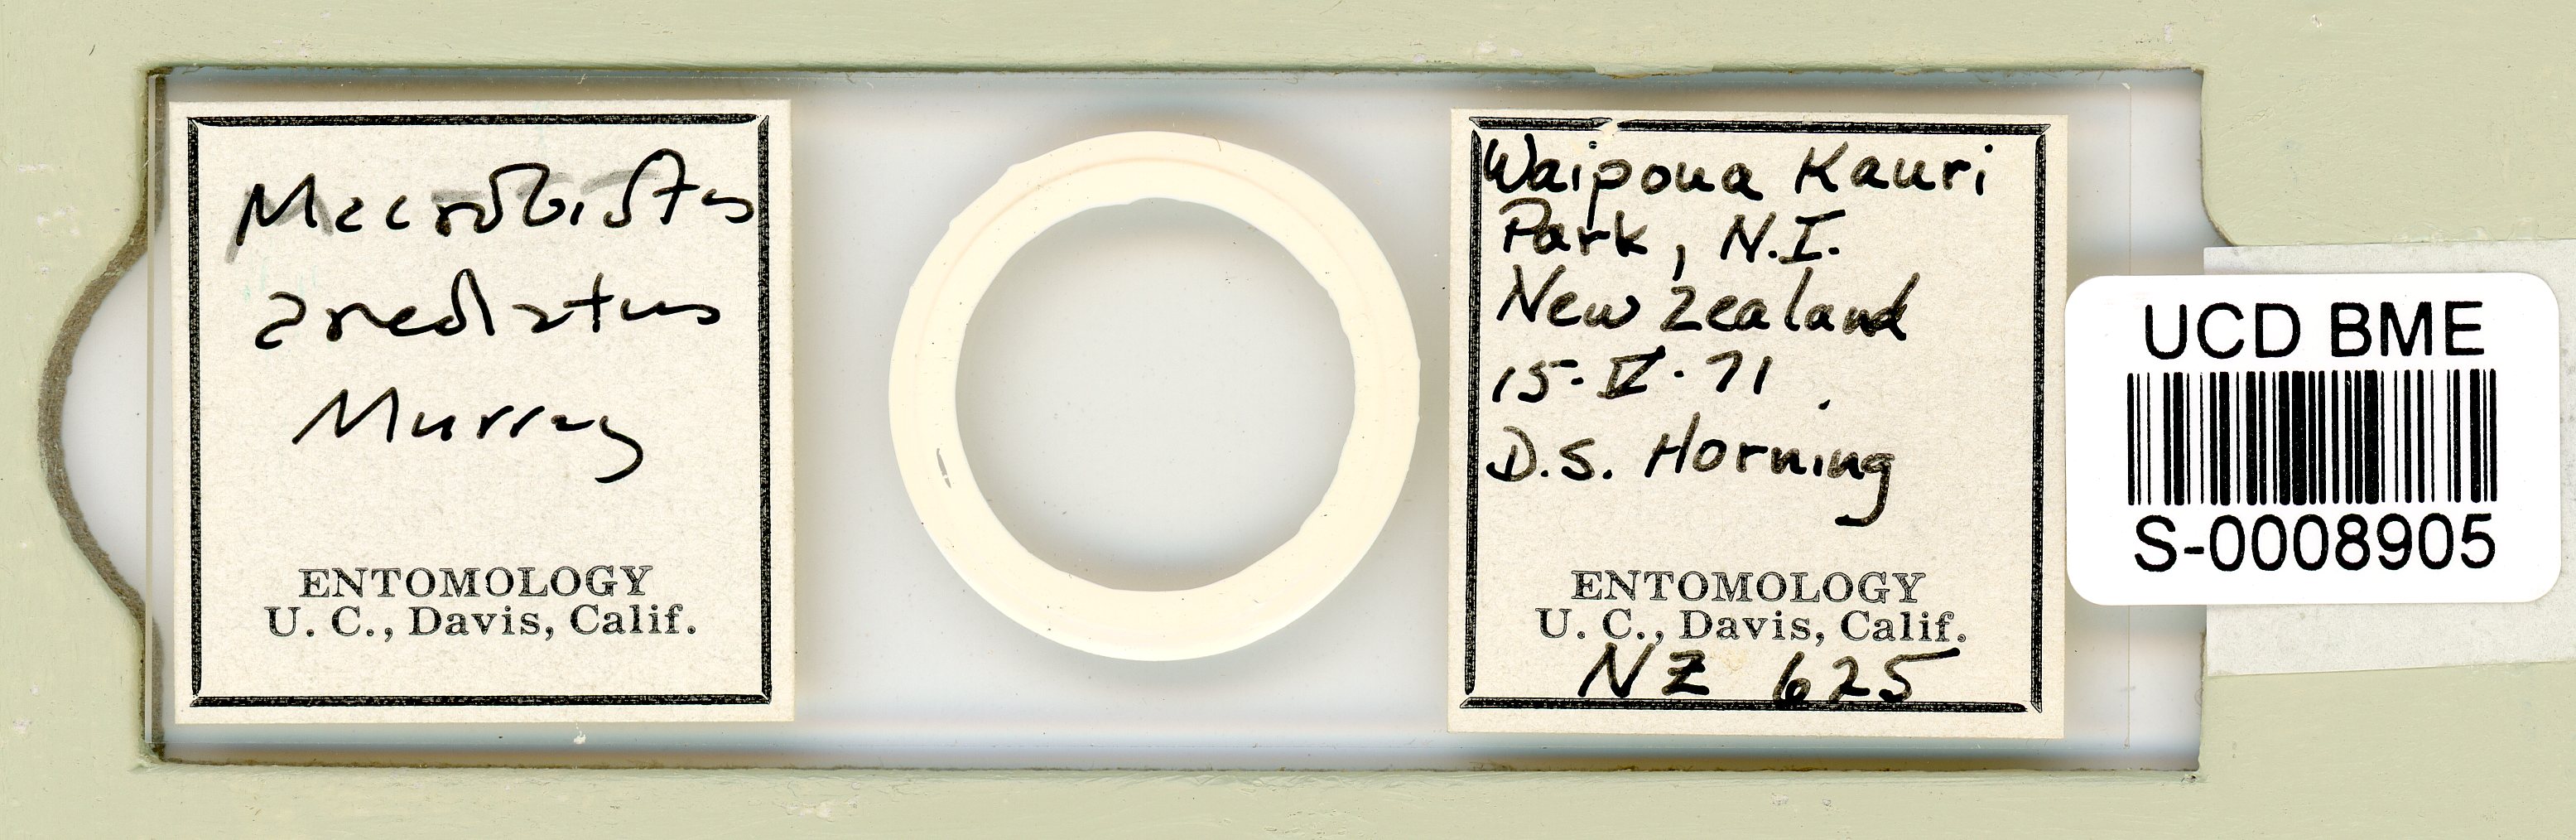 Macrobiotus
areolatus
Murray
ENTOMOLOGY
U. C., Davis, Calif.
Waipoua Kauri
Park, N.I.
New Zealand
15·V·71
D.S. Horning
ENTOMOLOGY
U. C., Davis, Calif.
NZ 625
UCD BME
S-0008905